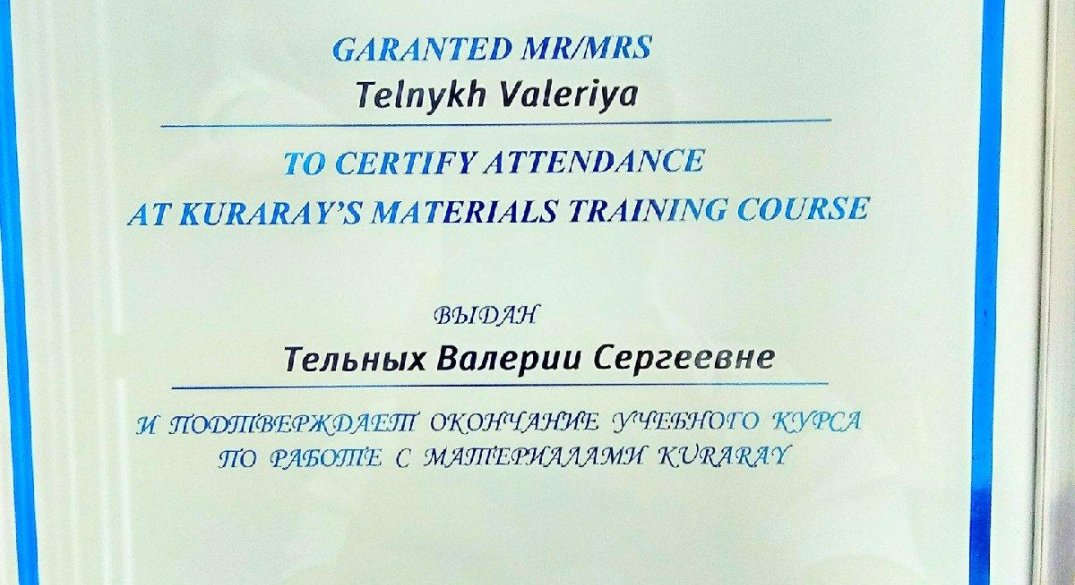 GARANTED MR/MRS
Telnykh Valeriya
TO CERTIFY ATTENDANCE
AT KURARAY'S MATERIALS TRAINING COURSE
ВЫДАН
Тельных Валерии Сергеевне
И ПОДТВЕРЖДАЕТ ОКОНЧАНИЕ УЧЕБНОГО КУРСА
ПО РАБОТЕ С МАТЕРИАЛАМИ KURARAY